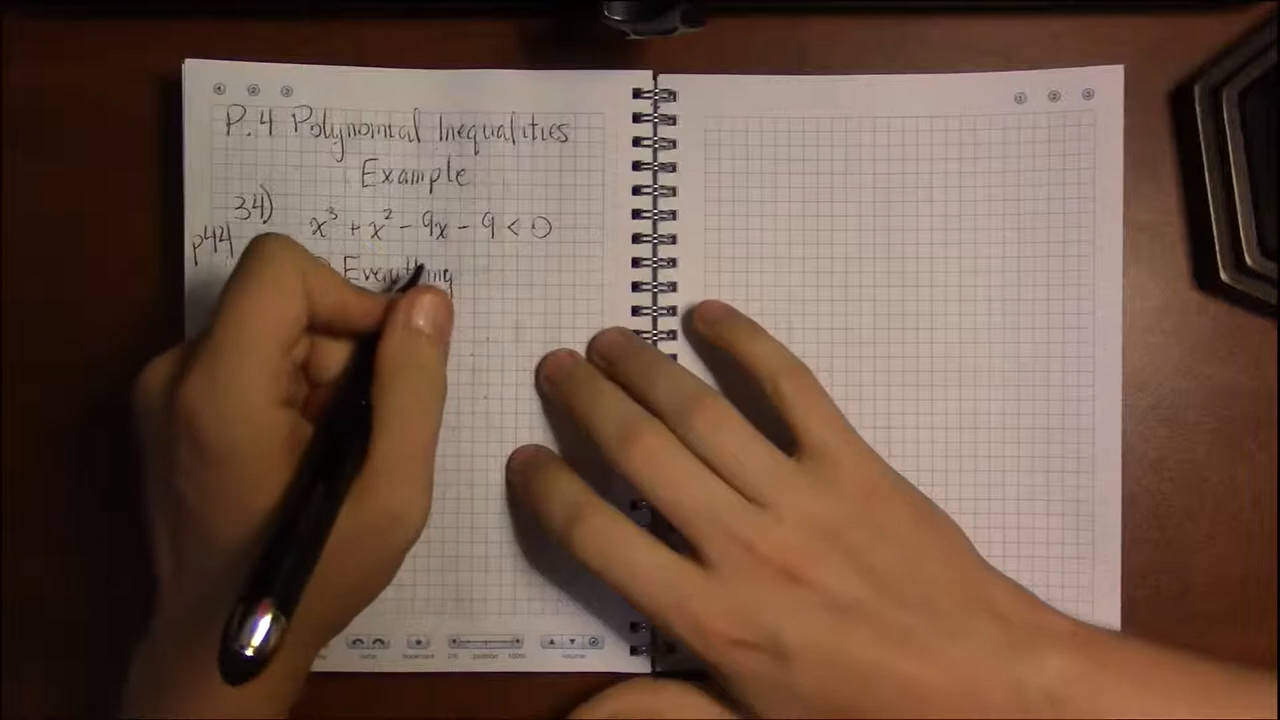 P.4 Polynomial Inequalities
Example
34)
p44
x³ + x² - 9x - 9 < 0
Everything